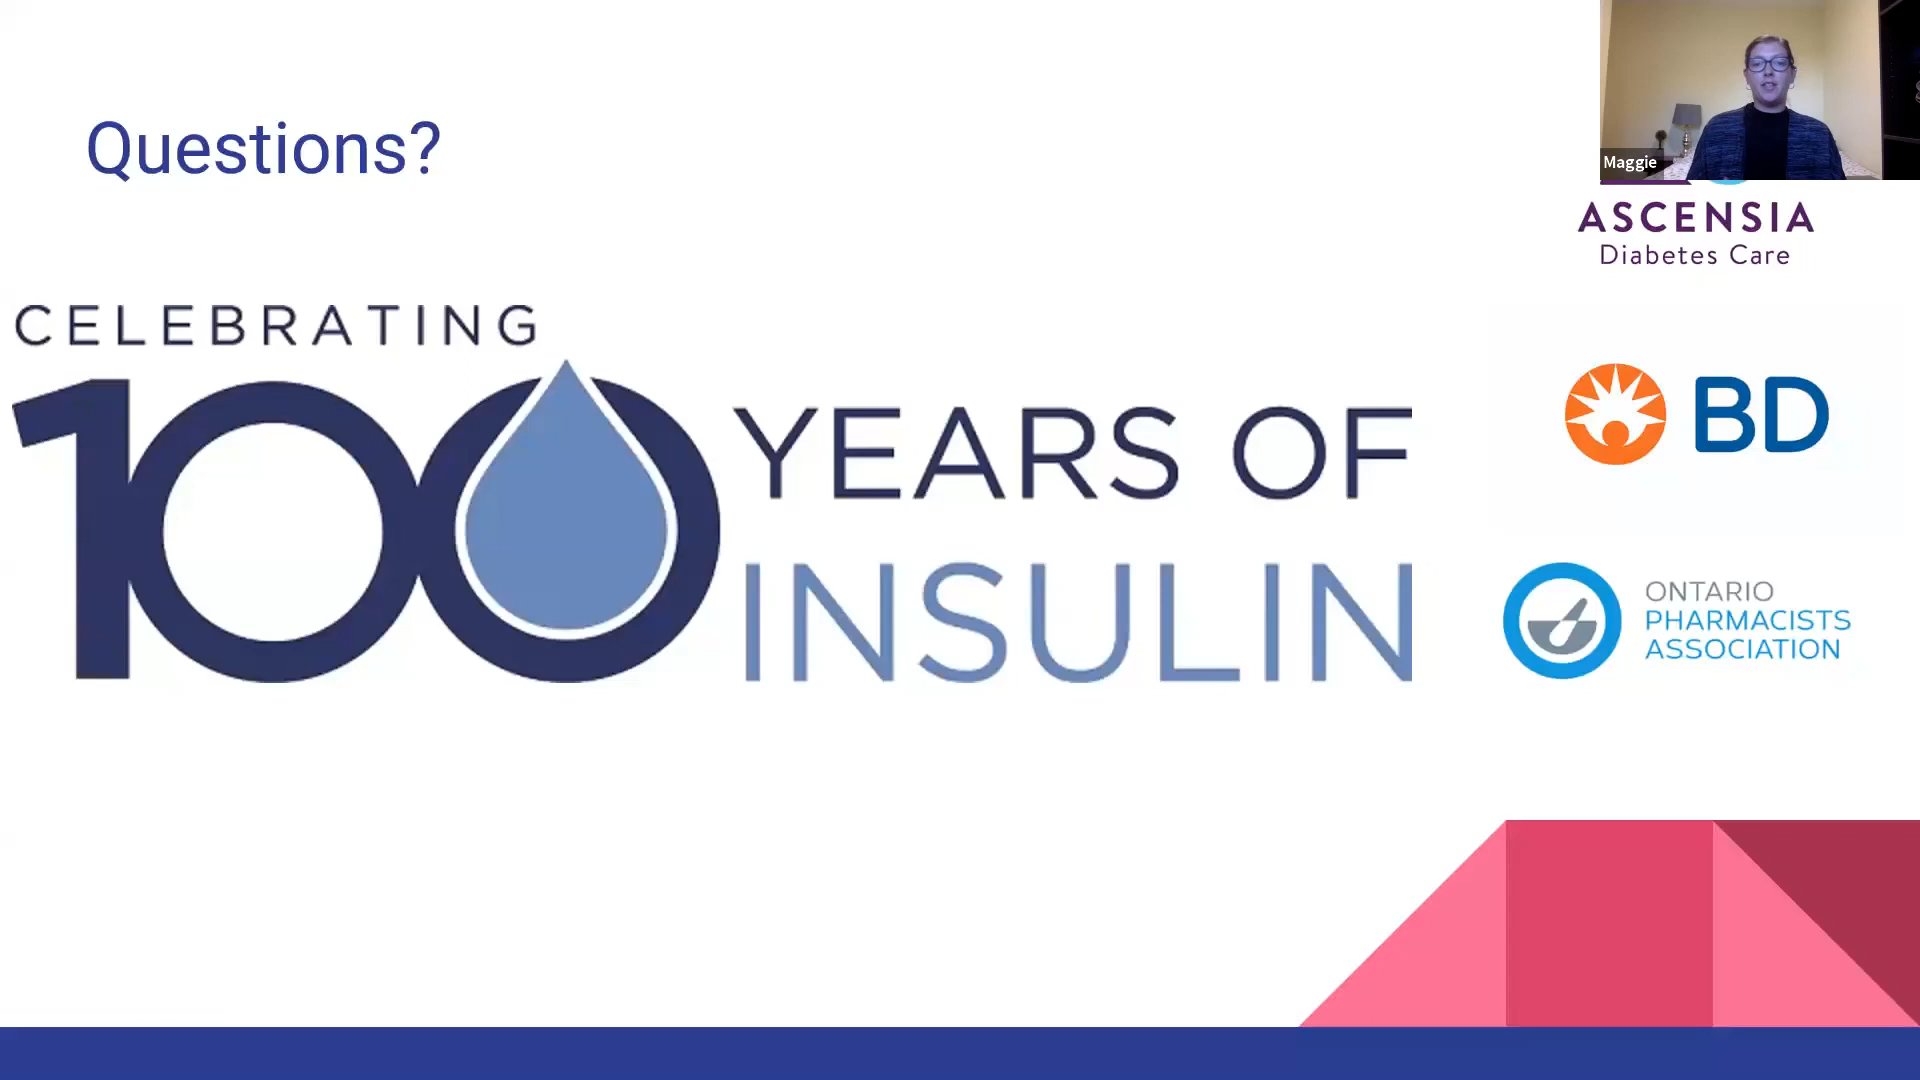 Questions?
Maggie
ASCENSIA
Diabetes Care
CELEBRATING
100 YEARS OF
INSULIN
BD
ONTARIO
PHARMACISTS
ASSOCIATION